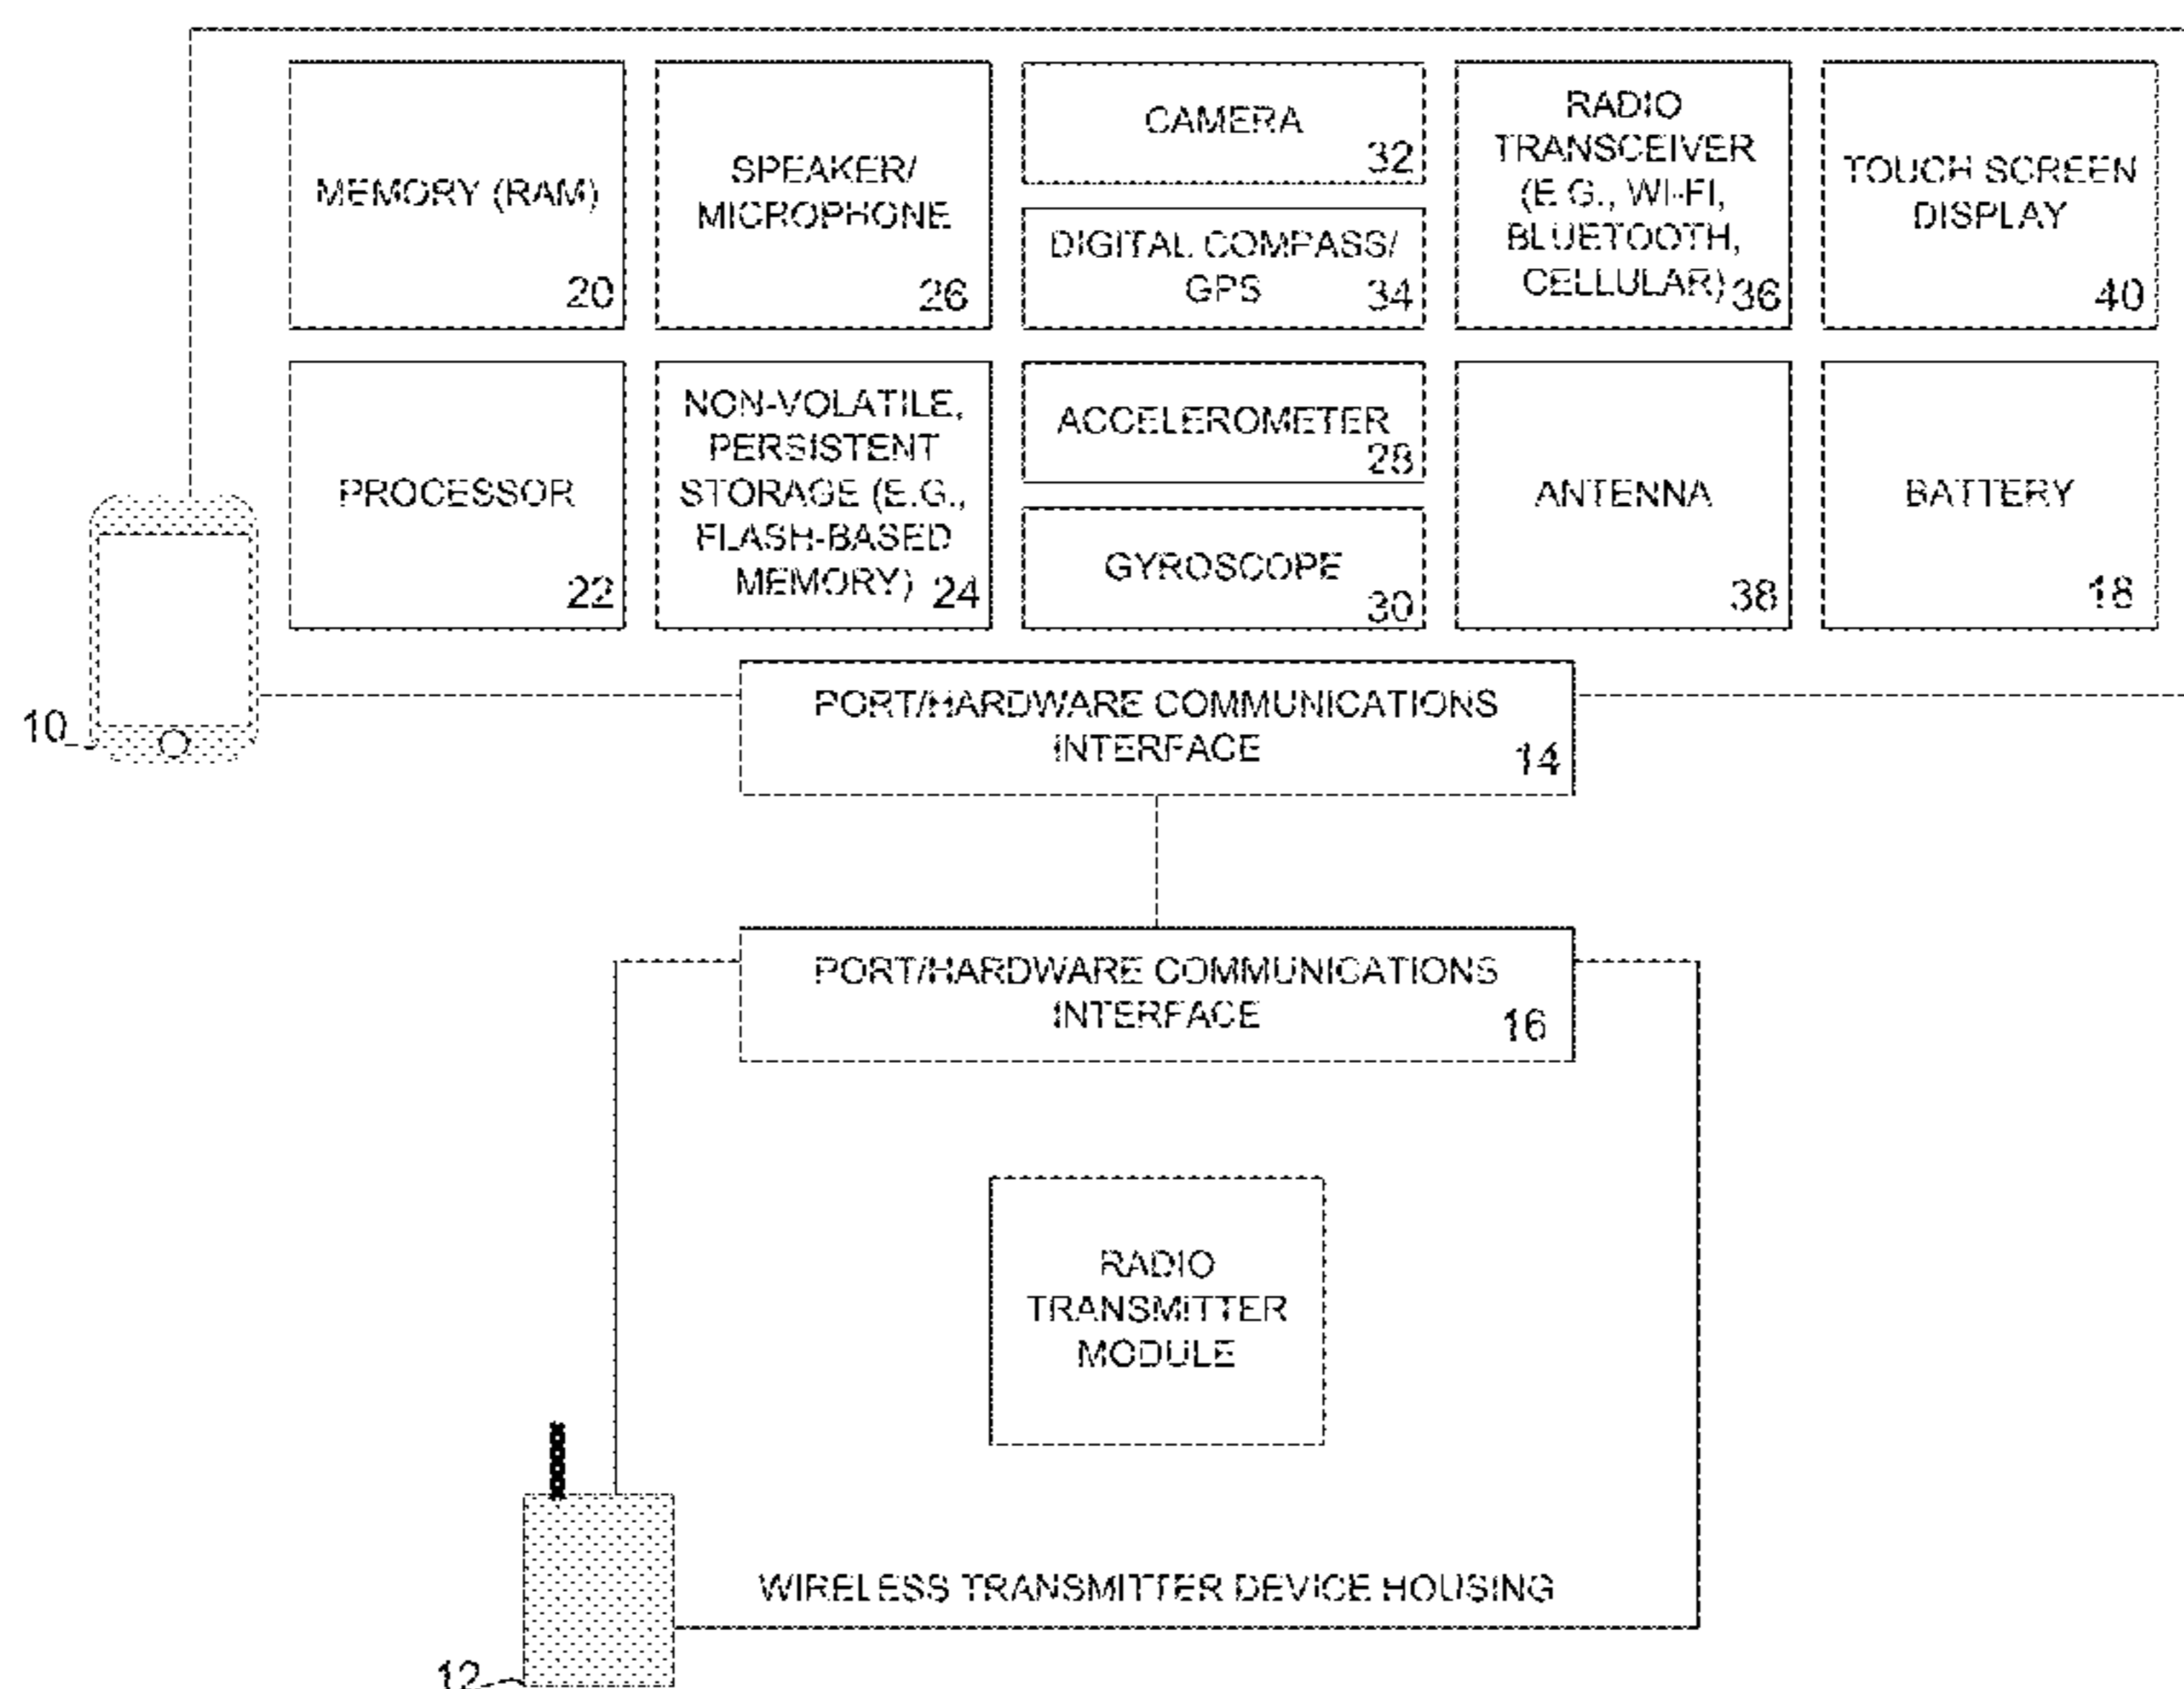 MEMORY (RAM)
20
SPEAKER/
MICROPHONE
26
CAMERA
32
DIGITAL COMPASS/
GPS 34
RADIO
TRANSCEIVER
(E.G., WI-FI,
BLUETOOTH,
CELLULAR) 36
TOUCH SCREEN
DISPLAY
40
PROCESSOR
22
NON-VOLATILE,
PERSISTENT
STORAGE (E.G.,
FLASH-BASED
MEMORY) 24
ACCELEROMETER
28
GYROSCOPE
30
ANTENNA
38
BATTERY
18
10
PORT/HARDWARE COMMUNICATIONS
INTERFACE 14
PORT/HARDWARE COMMUNICATIONS
INTERFACE 16
RADIO
TRANSMITTER
MODULE
WIRELESS TRANSMITTER DEVICE HOUSING
12